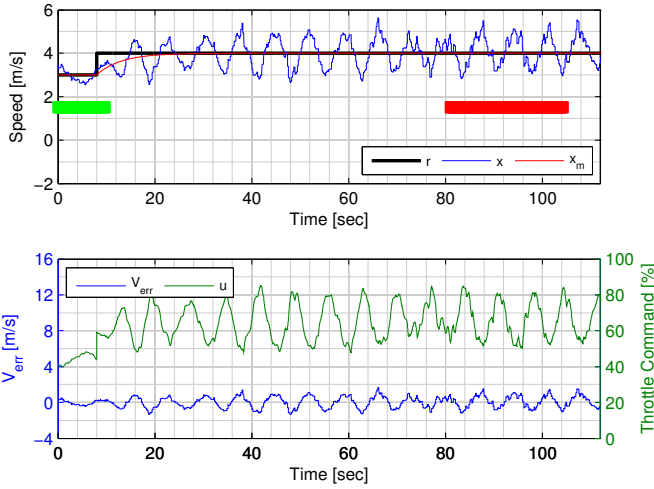 6
4
2
0
−2
Speed [m/s]
r x x_m
0 20 40 60 80 100
Time [sec]
16
12
8
4
0
−4
V_err [m/s]
V_err u
100
80
60
40
20
0
Throttle Command [%]
0 20 40 60 80 100
Time [sec]